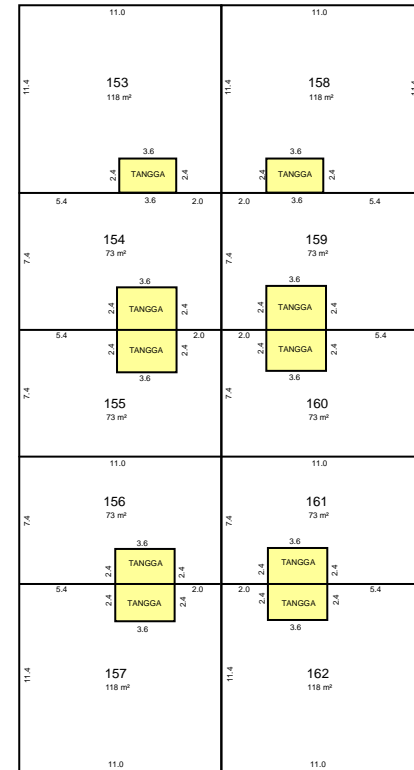 11.0 11.0
11.4 153 11.4 158 11.4
118 m² 118 m²
3.6 3.6
2.4 TANGGA 2.4 2.4 TANGGA 2.4
5.4 3.6 2.0 2.0 3.6 5.4
154 159
7.4 73 m² 7.4 73 m²
3.6 3.6
2.4 TANGGA 2.4 2.4 TANGGA 2.4
5.4 2.0 2.0 5.4
2.4 TANGGA 2.4 2.4 TANGGA 2.4
3.6 3.6
7.4 155 7.4 160
73 m² 73 m²
11.0 11.0
156 161
7.4 73 m² 7.4 73 m²
3.6 3.6
2.4 TANGGA 2.4 2.4 TANGGA 2.4
5.4 2.0 2.0 5.4
2.4 TANGGA 2.4 2.4 TANGGA 2.4
3.6 3.6
11.4 157 11.4 162
118 m² 118 m²
11.0 11.0